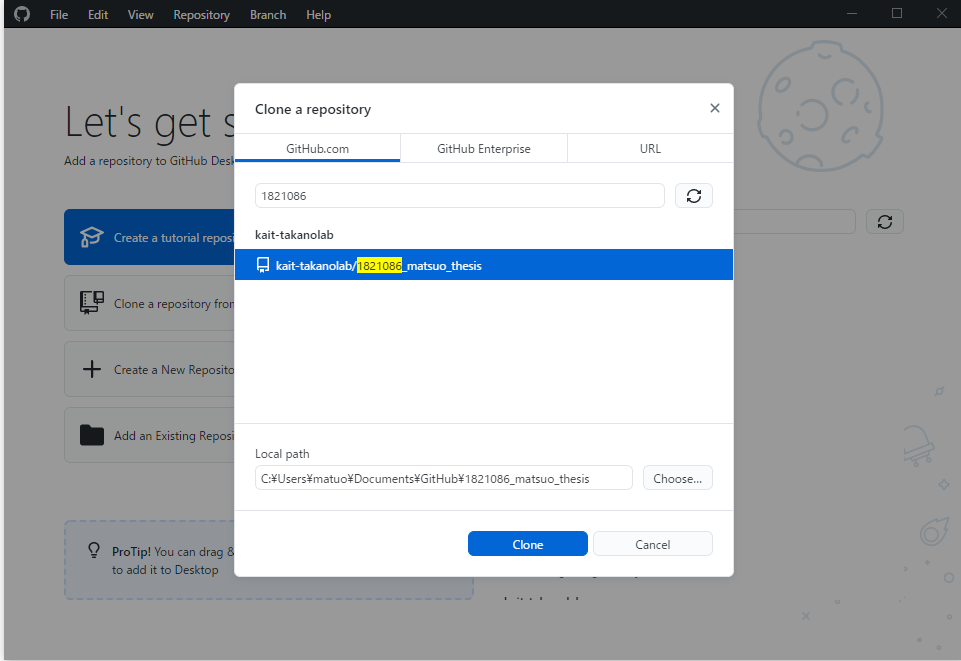 File Edit View Repository Branch Help
Let's get s
Add a repository to GitHub Desk
Clone a repository
GitHub.com GitHub Enterprise URL
1821086
kait-takanolab
kait-takanolab/1821086_matsuo_thesis
Create a tutorial reposi
Clone a repository fron
Create a New Reposito
Add an Existing Reposi
Local path
C:¥Users¥matuo¥Documents¥GitHub¥1821086_matsuo_thesis Choose...
Clone Cancel
ProTip! You can drag &
to add it to Desktop